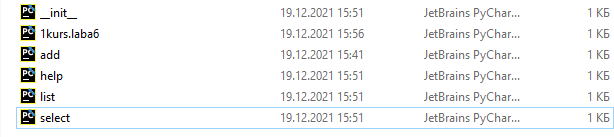 __init__ 19.12.2021 15:51 JetBrains PyChar... 1 КБ
1kurs.laba6 19.12.2021 15:56 JetBrains PyChar... 1 КБ
add 19.12.2021 15:41 JetBrains PyChar... 1 КБ
help 19.12.2021 15:51 JetBrains PyChar... 1 КБ
list 19.12.2021 15:51 JetBrains PyChar... 1 КБ
select 19.12.2021 15:51 JetBrains PyChar... 1 КБ